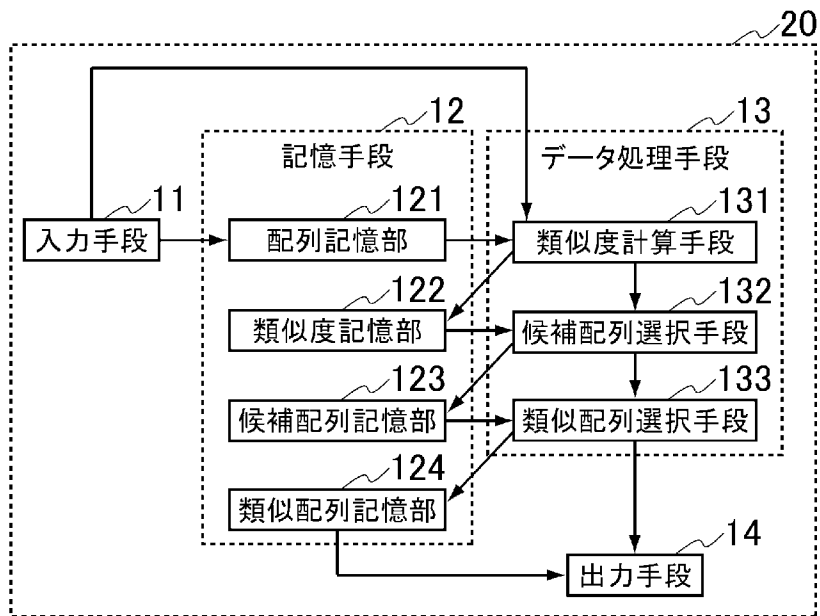 20
12
13
記憶手段
データ処理手段
11
121
131
入力手段
配列記憶部
類似度計算手段
122
132
類似度記憶部
候補配列選択手段
123
133
候補配列記憶部
類似配列選択手段
124
類似配列記憶部
14
出力手段